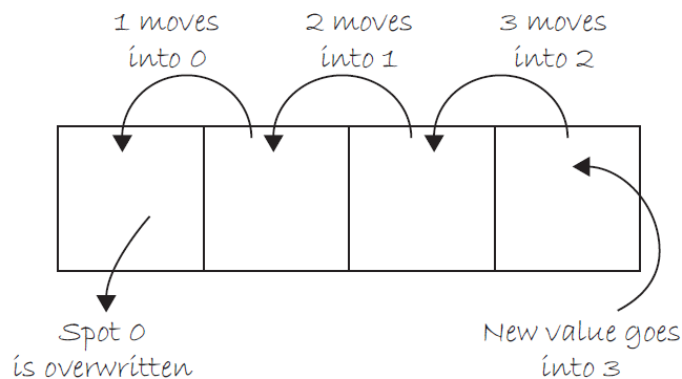 1 moves
into 0
2 moves
into 1
3 moves
into 2
Spot 0
is overwritten
New value goes
into 3